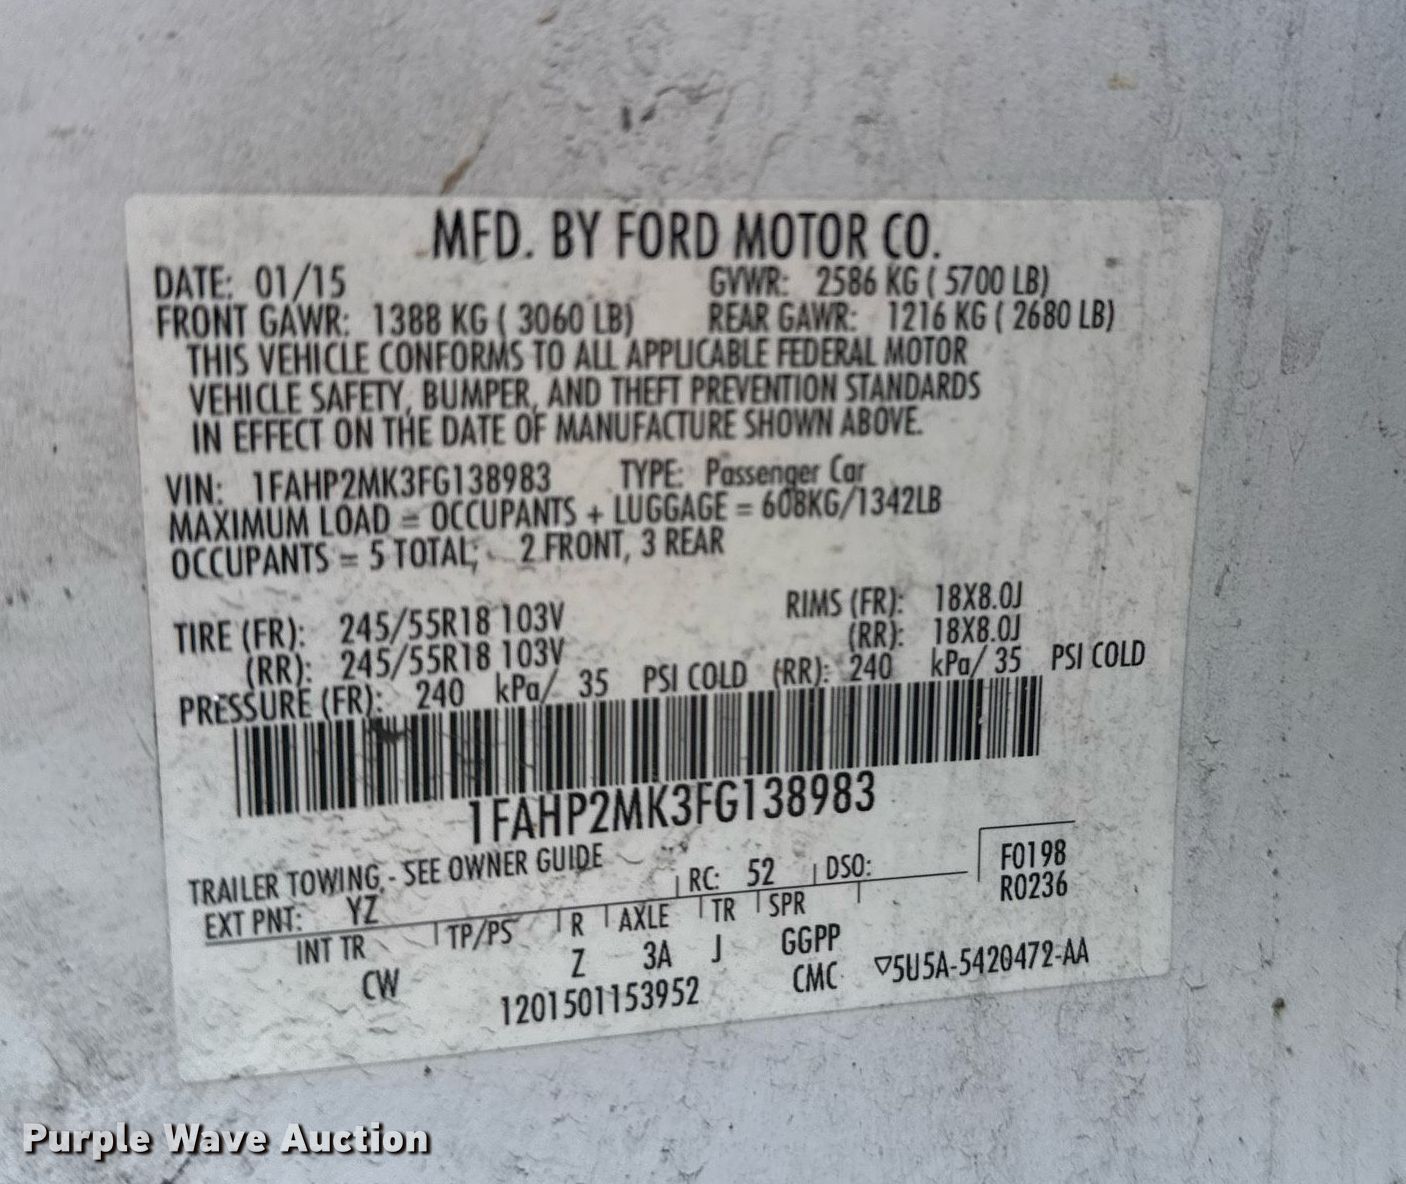 MFD. BY FORD MOTOR CO.
DATE: 01/15 GVWR: 2586 KG ( 5700 LB)
FRONT GAWR: 1388 KG ( 3060 LB) REAR GAWR: 1216 KG ( 2680 LB)
THIS VEHICLE CONFORMS TO ALL APPLICABLE FEDERAL MOTOR
VEHICLE SAFETY, BUMPER, AND THEFT PREVENTION STANDARDS
IN EFFECT ON THE DATE OF MANUFACTURE SHOWN ABOVE.
VIN: 1FAHP2MK3FG138983 TYPE: Passenger Car
MAXIMUM LOAD = OCCUPANTS + LUGGAGE = 608KG/1342LB
OCCUPANTS = 5 TOTAL; 2 FRONT, 3 REAR
TIRE (FR): 245/55R18 103V RIMS (FR): 18X8.0J
(RR): 245/55R18 103V (RR): 18X8.0J
PRESSURE (FR): 240 kPa/ 35 PSI COLD (RR): 240 kPa/ 35 PSI COLD
1FAHP2MK3FG138983
TRAILER TOWING - SEE OWNER GUIDE
EXT PNT: YZ RC: 52 DSO: F0198
R0236
INT TR TP/PS R AXLE TR SPR
CW Z 3A J GGPP
1201501153952 CMC ▽5U5A-5420472-AA
Purple Wave Auction